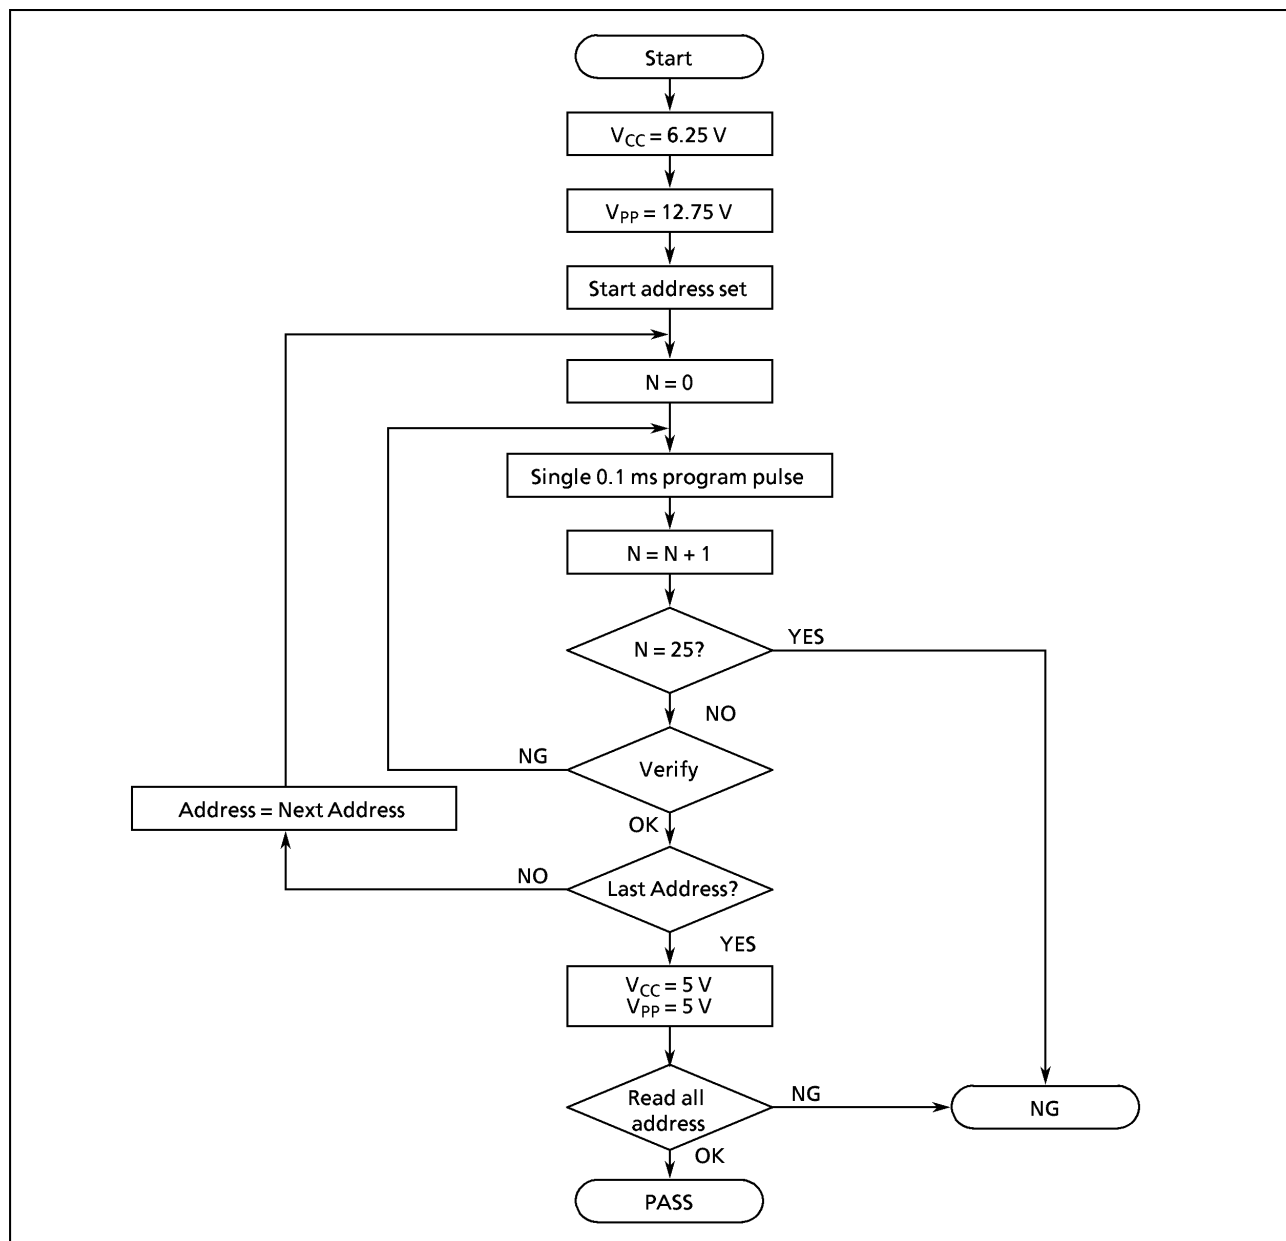 Start
VCC = 6.25 V
VPP = 12.75 V
Start address set
N = 0
Single 0.1 ms program pulse
N = N + 1
N = 25?
YES
NO
Verify
NG
Address = Next Address
OK
Last Address?
NO
YES
VCC = 5 V
VPP = 5 V
Read all
address
NG
NG
OK
PASS